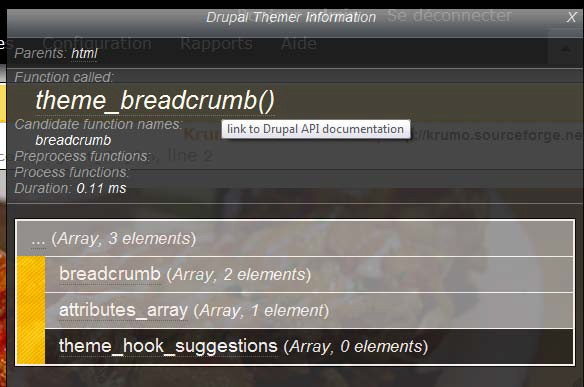 Drupal Themer Information X
Se déconnecter
Configuration Rapports Aide
Parents: html
Function called:
theme_breadcrumb()
link to Drupal API documentation
Candidate function names:
breadcrumb
://krumo.sourceforge.ne
Preprocess functions:
, line 2
Process functions:
Duration: 0.11 ms
... (Array, 3 elements)
breadcrumb (Array, 2 elements)
attributes_array (Array, 1 element)
theme_hook_suggestions (Array, 0 elements)